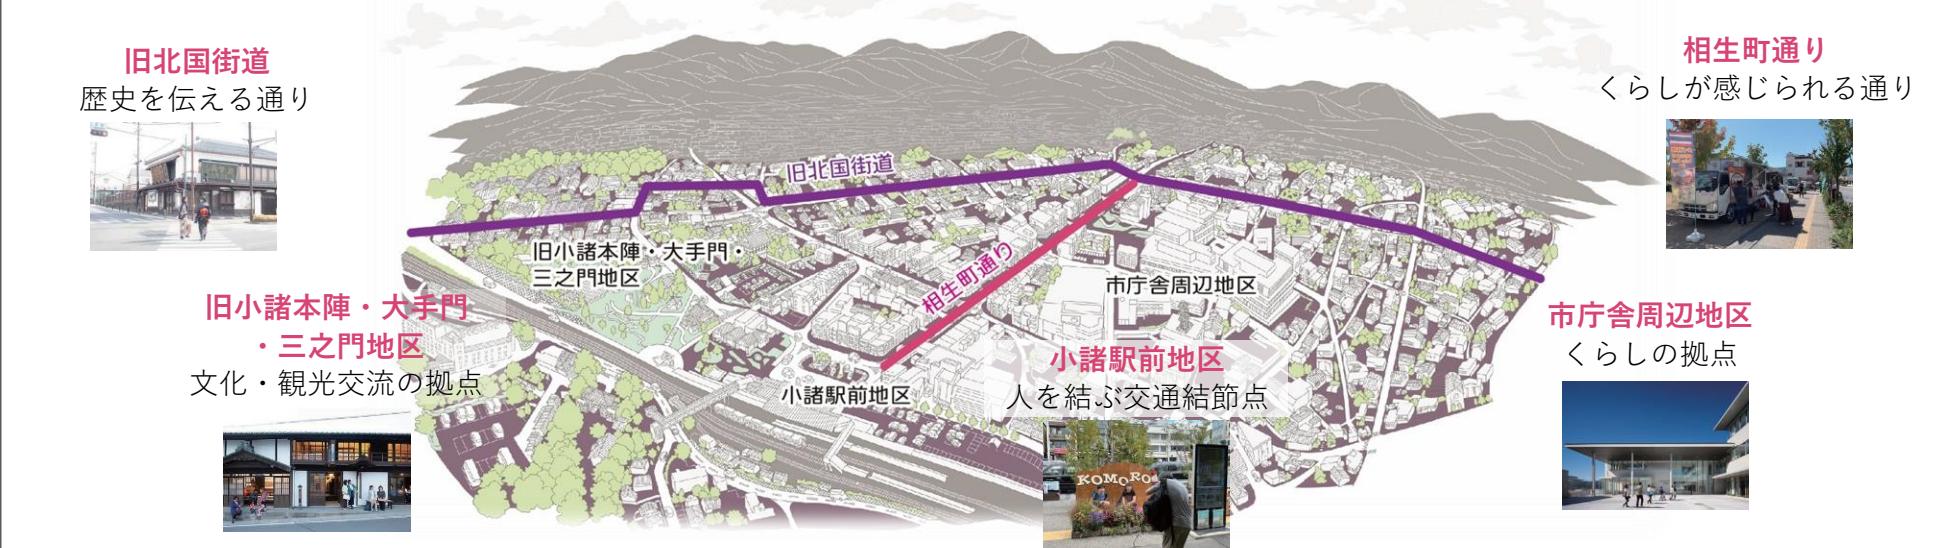 旧北国街道
歴史を伝える通り
相生町通り
くらしが感じられる通り
旧北国街道
旧小諸本陣・大手門・
三之門地区
相生町通り
市庁舎周辺地区
小諸駅前地区
旧小諸本陣・大手門
・三之門地区
文化・観光交流の拠点
小諸駅前地区
人を結ぶ交通結節点
KOMORO
市庁舎周辺地区
くらしの拠点